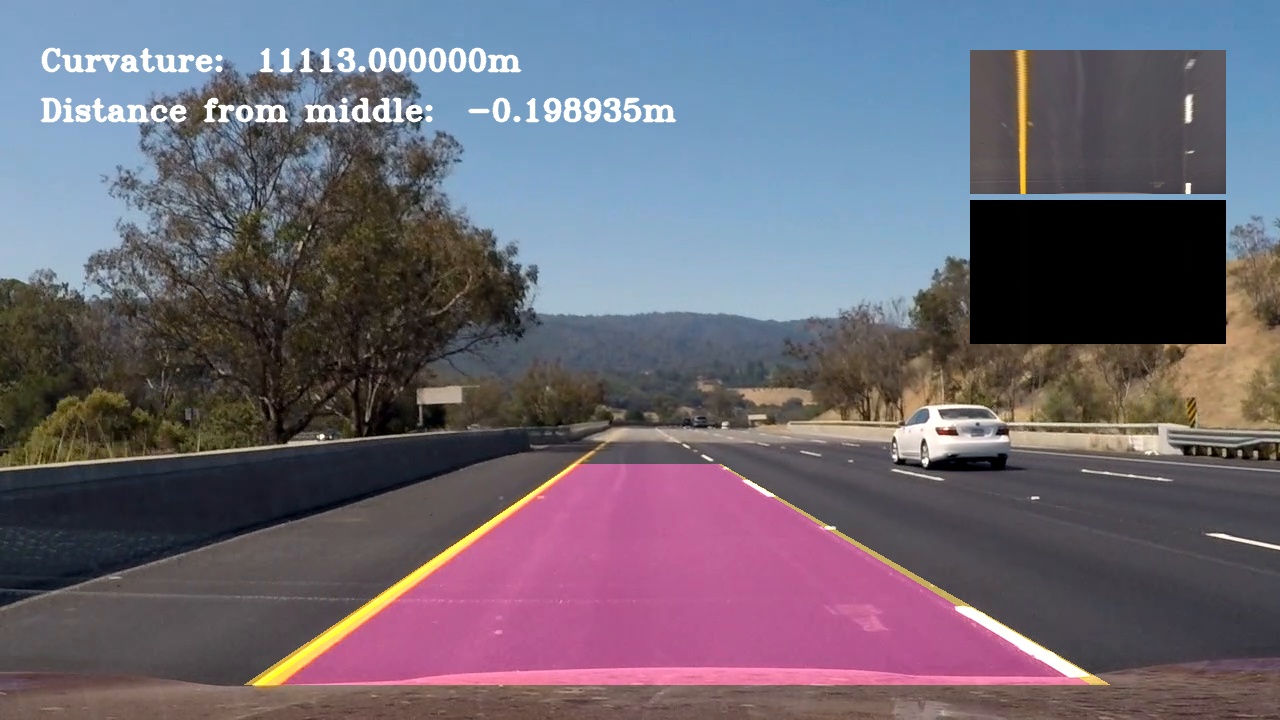 Curvature:  11113.000000m
Distance from middle:  −0.198935m